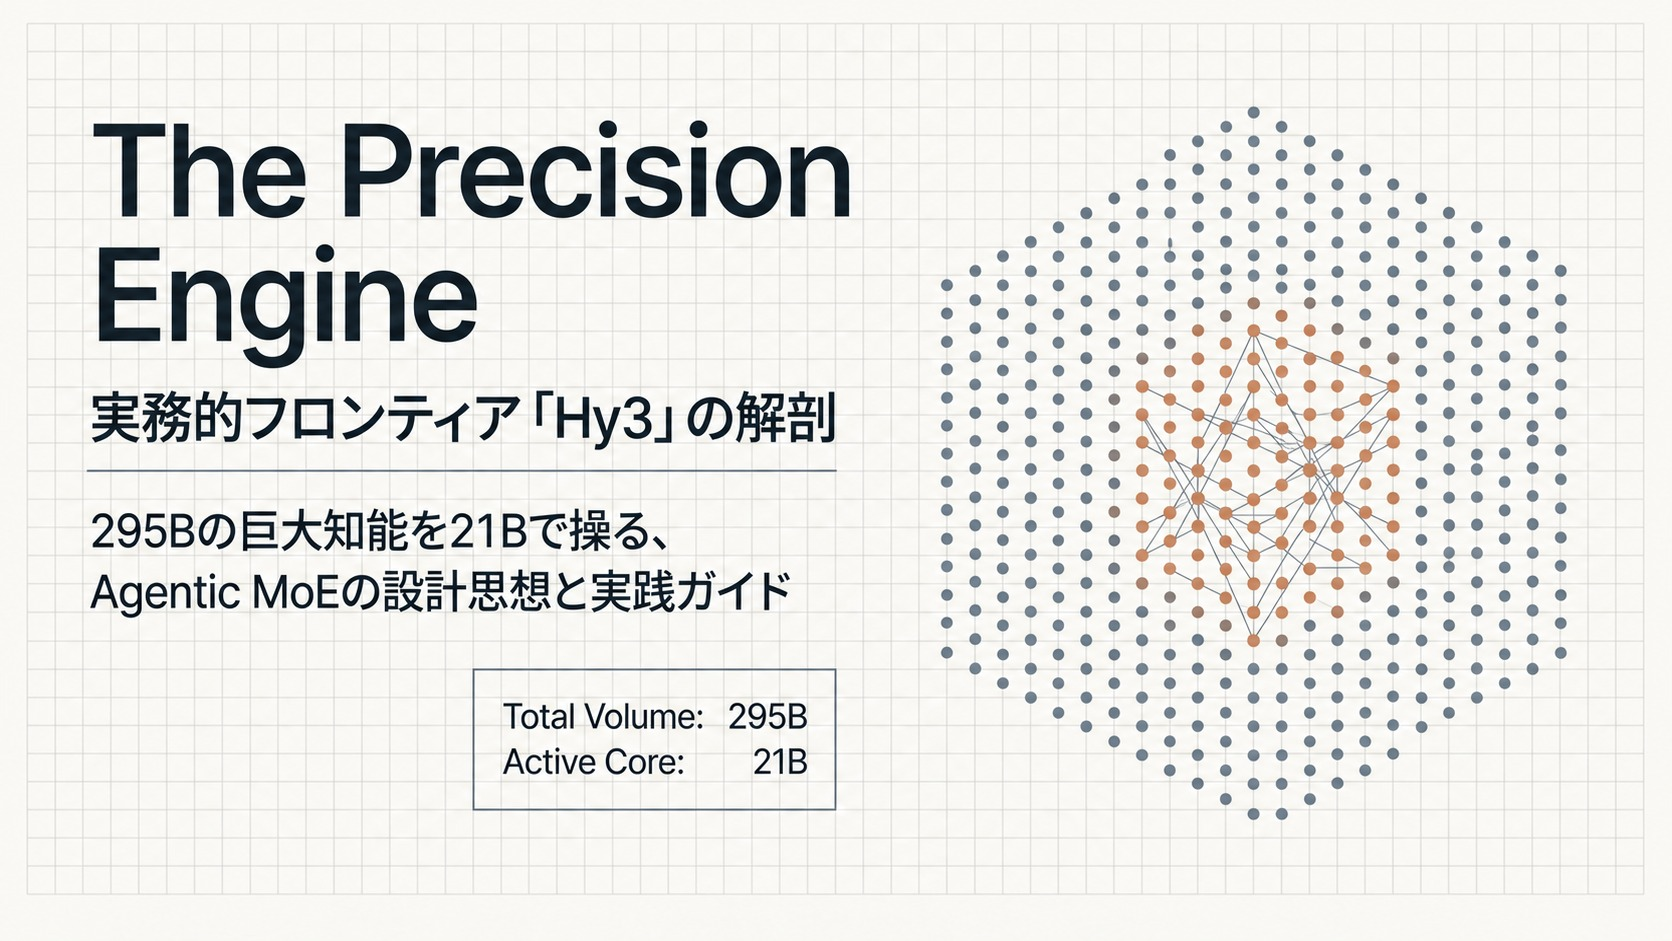 The Precision
Engine
実務的フロンティア「Hy3」の解剖
295Bの巨大知能を21Bで操る、
Agentic MoEの設計思想と実践ガイド
Total Volume: 295B
Active Core: 21B